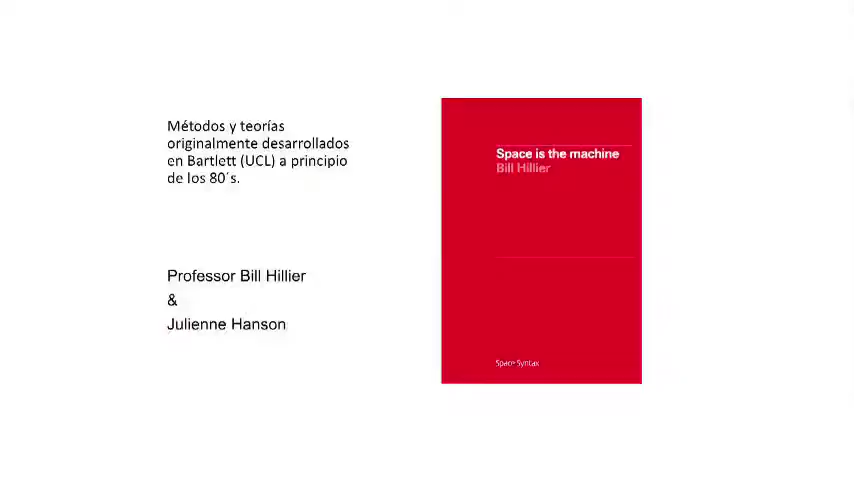 Métodos y teorías
originalmente desarrollados
en Bartlett (UCL) a principio
de los 80´s.
Professor Bill Hillier
&
Julienne Hanson
Space is the machine
Bill Hillier
Space Syntax